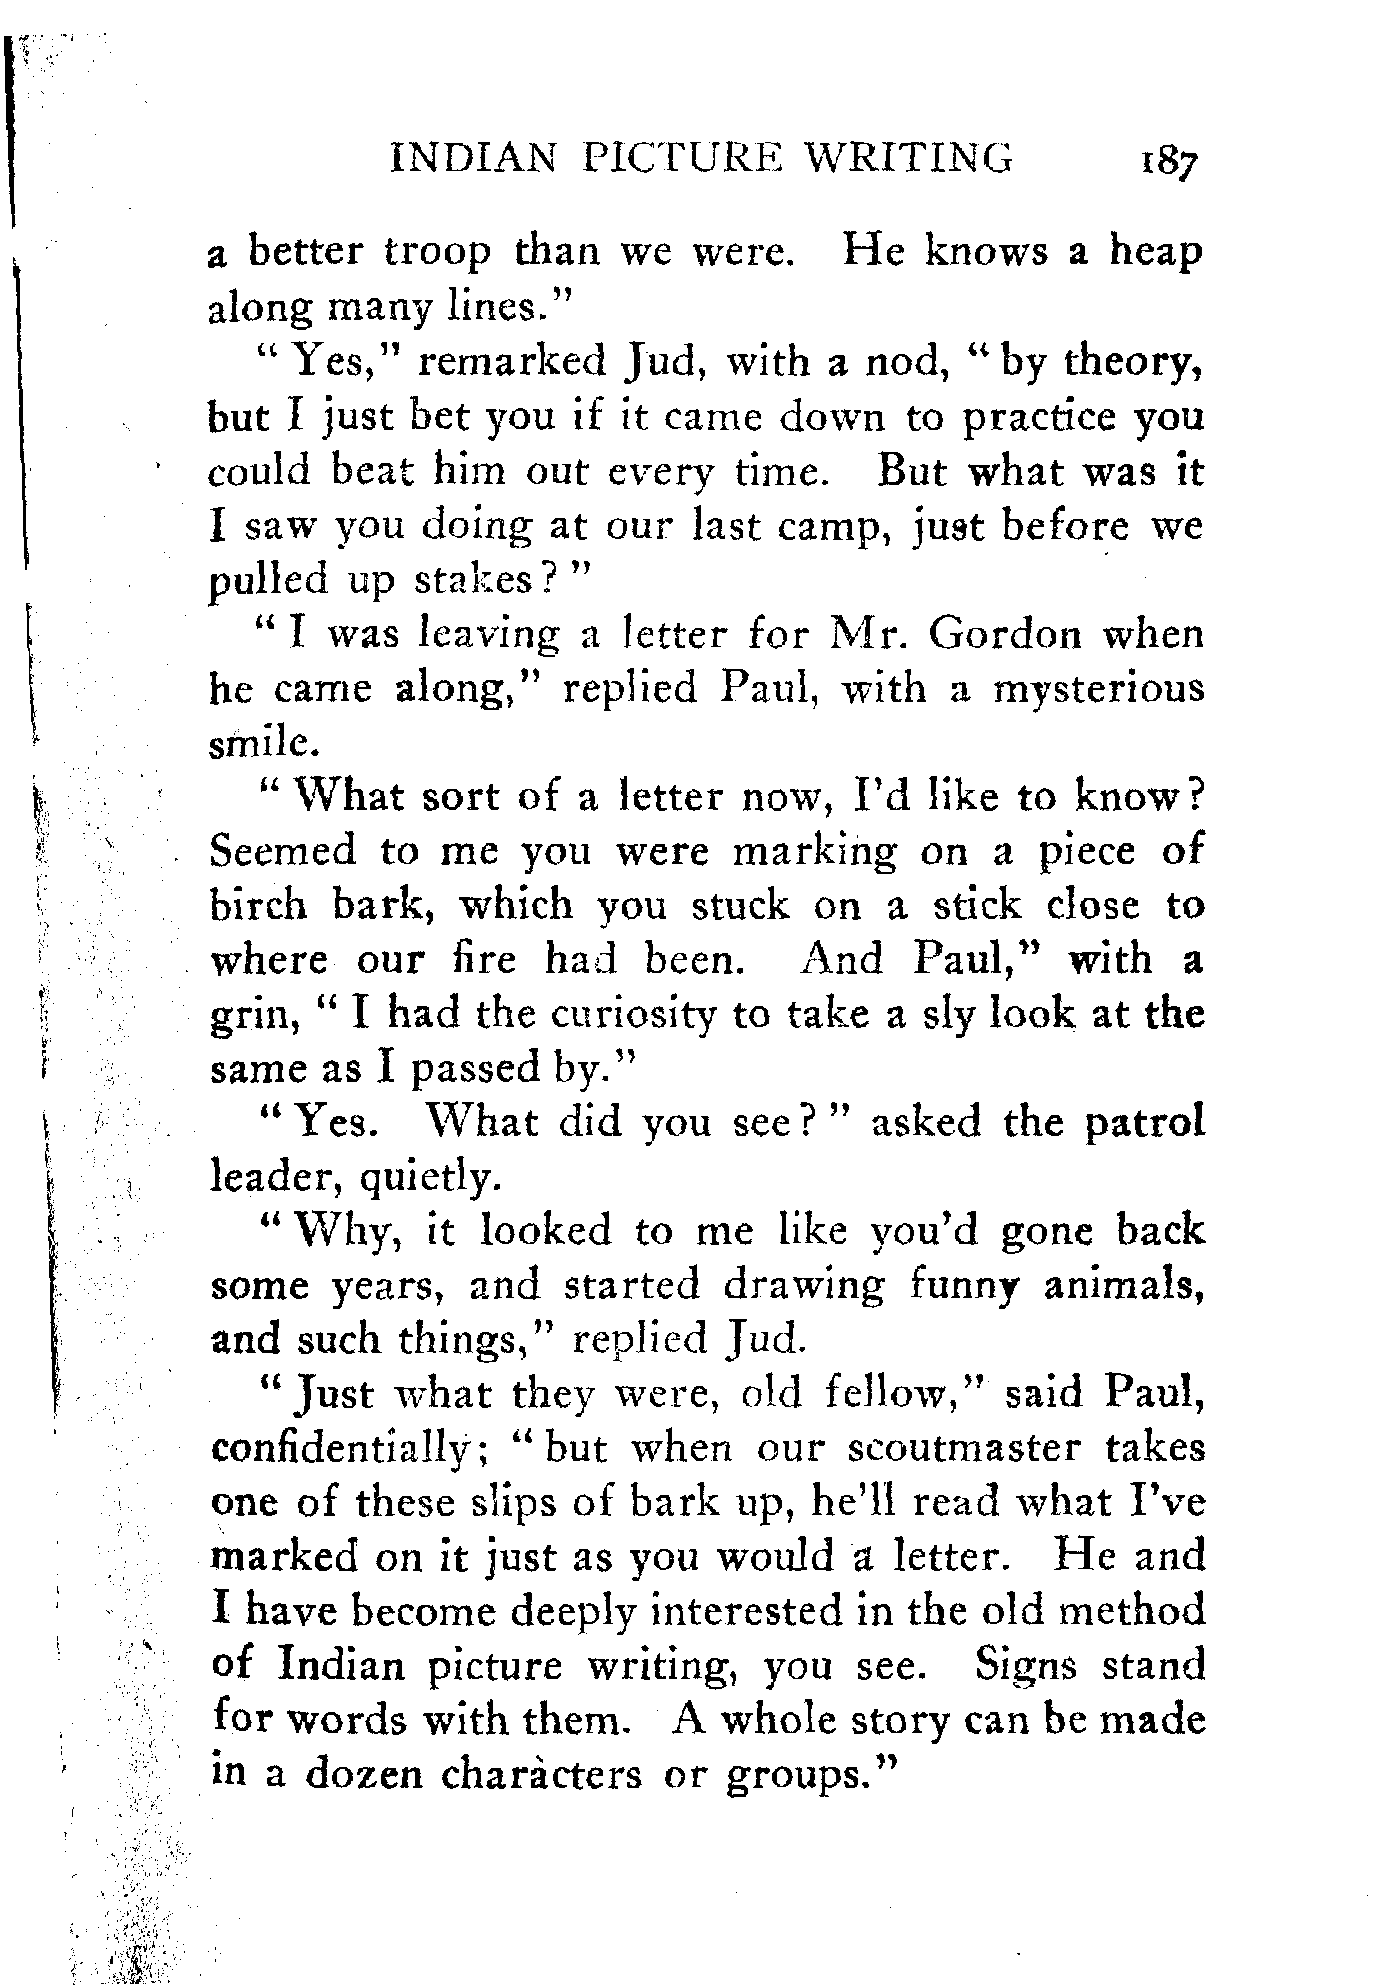 INDIAN PICTURE WRITING 187
a better troop than we were. He knows a heap
along many lines."
" Yes," remarked Jud, with a nod, " by theory,
but I just bet you if it came down to practice you
could beat him out every time. But what was it
I saw you doing at our last camp, just before we
pulled up stakes? "
" I was leaving a letter for Mr. Gordon when
he came along," replied Paul, with a mysterious
smile.
" What sort of a letter now, I'd like to know?
Seemed to me you were marking on a piece of
birch bark, which you stuck on a stick close to
where our fire had been. And Paul," with a
grin, " I had the curiosity to take a sly look at the
same as I passed by."
" Yes. What did you see? " asked the patrol
leader, quietly.
" Why, it looked to me like you'd gone back
some years, and started drawing funny animals,
and such things," replied Jud.
" Just what they were, old fellow," said Paul,
confidentially; " but when our scoutmaster takes
one of these slips of bark up, he'll read what I've
marked on it just as you would a letter. He and
I have become deeply interested in the old method
of Indian picture writing, you see. Signs stand
for words with them. A whole story can be made
in a dozen characters or groups."